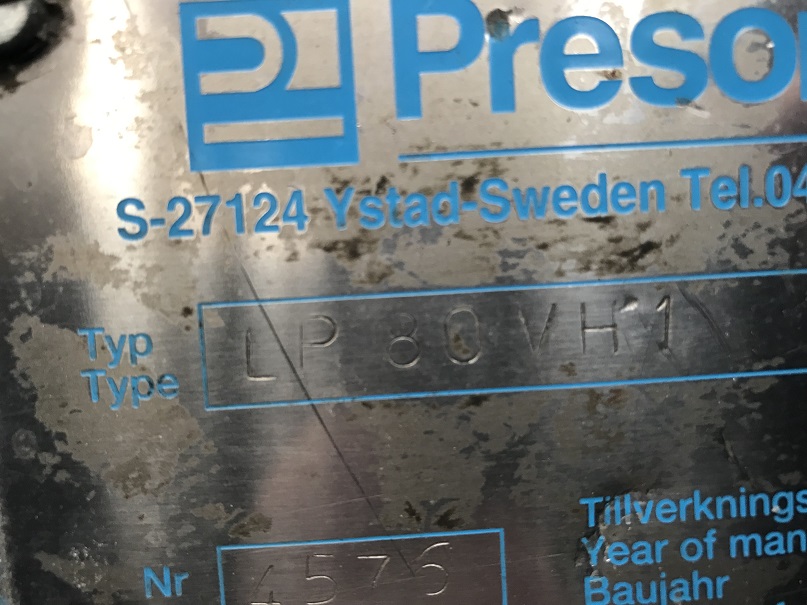 Preso
S-27124 Ystad-Sweden Tel.04
Typ
Type
LP 80 VH1
Nr
4576
Tillverknings
Year of man
Baujahr